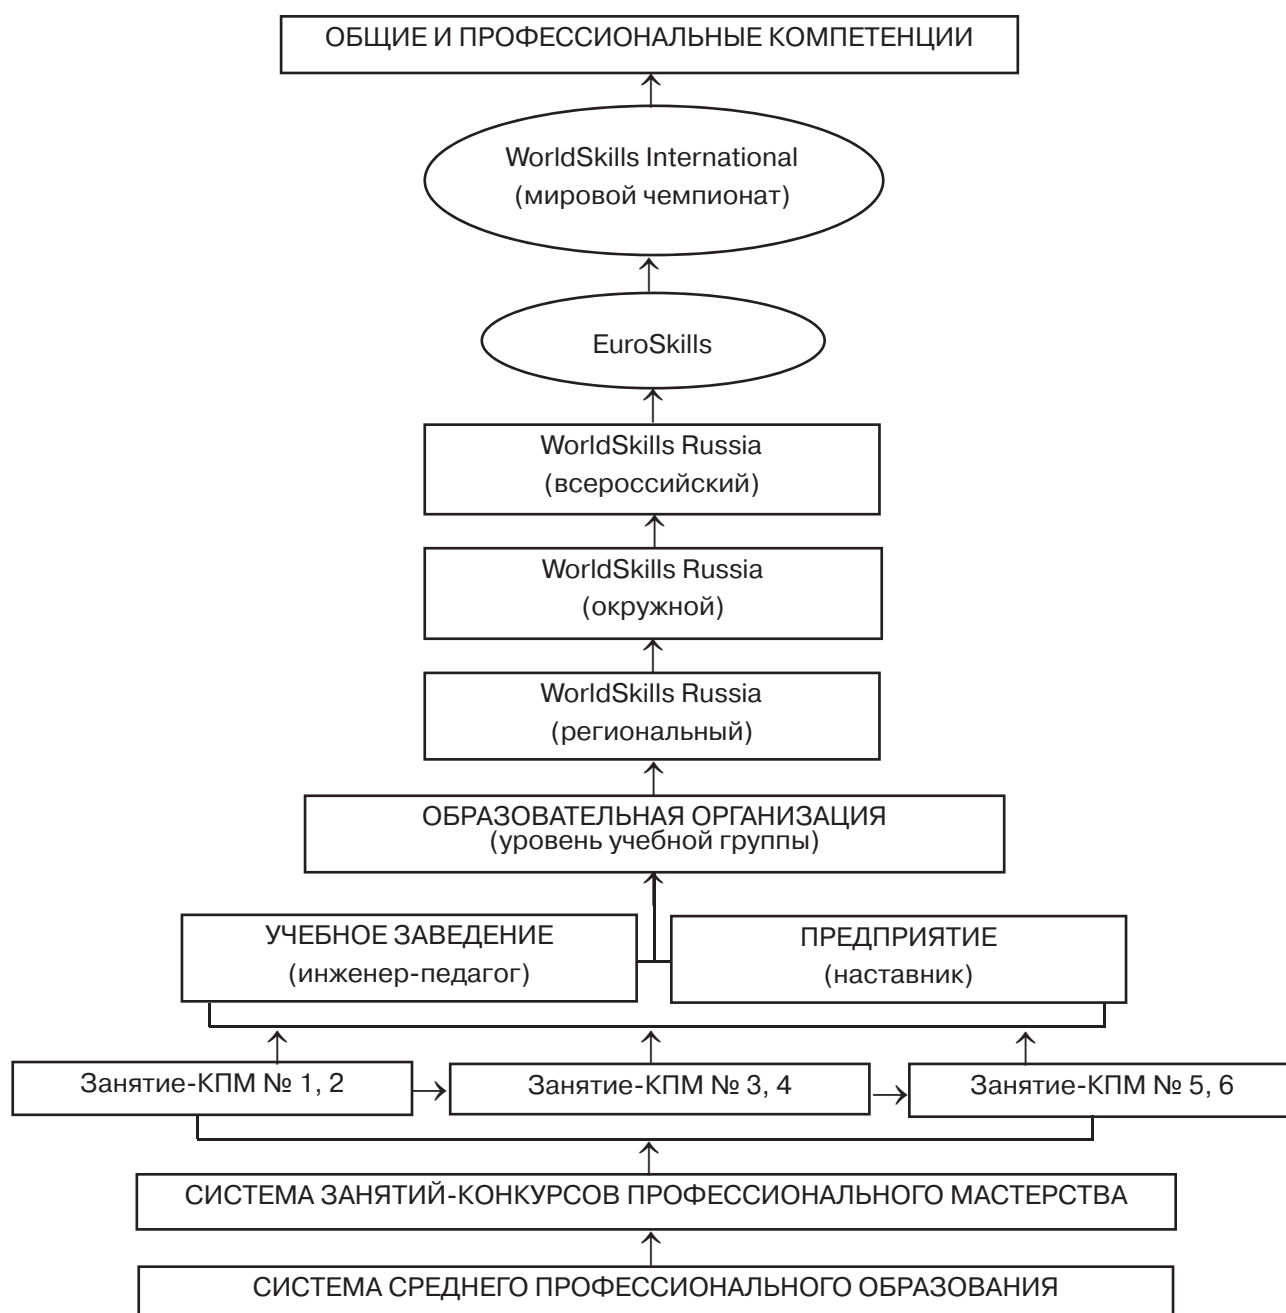 ОБЩИЕ И ПРОФЕССИОНАЛЬНЫЕ КОМПЕТЕНЦИИ
WorldSkills International
(мировой чемпионат)
EuroSkills
WorldSkills Russia
(всероссийский)
WorldSkills Russia
(окружной)
WorldSkills Russia
(региональный)
ОБРАЗОВАТЕЛЬНАЯ ОРГАНИЗАЦИЯ
(уровень учебной группы)
УЧЕБНОЕ ЗАВЕДЕНИЕ
(инженер-педагог)
ПРЕДПРИЯТИЕ
(наставник)
Занятие-КПМ № 1, 2
Занятие-КПМ № 3, 4
Занятие-КПМ № 5, 6
СИСТЕМА ЗАНЯТИЙ-КОНКУРСОВ ПРОФЕССИОНАЛЬНОГО МАСТЕРСТВА
СИСТЕМА СРЕДНЕГО ПРОФЕССИОНАЛЬНОГО ОБРАЗОВАНИЯ